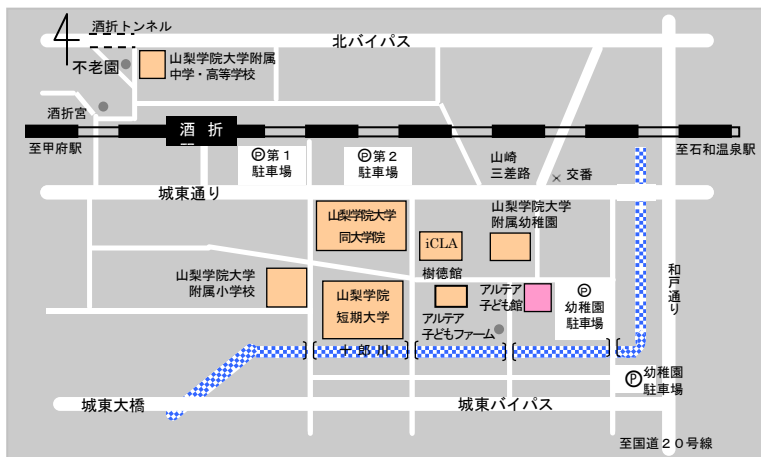 酒折トンネル
北バイパス
山梨学院大学附属
中学・高等学校
不老園
酒折宮
酒 折
至甲府駅
至石和温泉駅
Ⓟ第１
駐車場
Ⓟ第２
駐車場
山崎
三差路
交番
城東通り
山梨学院大学
同大学院
山梨学院大学
附属幼稚園
iCLA
樹徳館
山梨学院大学
附属小学校
山梨学院
短期大学
アルテア
子ども館
アルテア
子どもファーム
Ⓟ
幼稚園
駐車場
和戸通り
十郎川
Ⓟ幼稚園
駐車場
城東大橋
城東バイパス
至国道２０号線